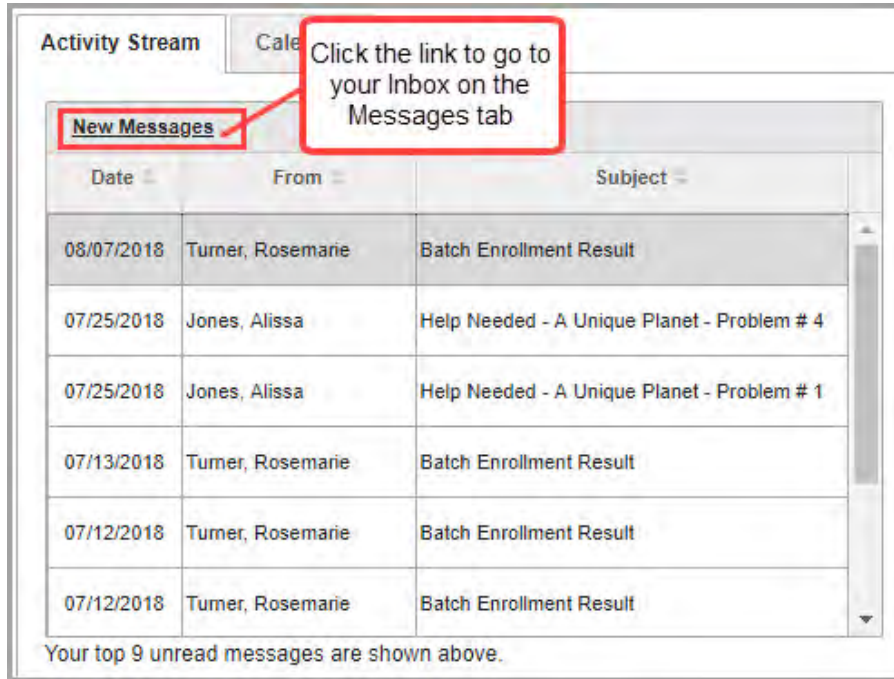 Activity Stream
Click the link to go to
your Inbox on the
Messages tab
New Messages
Date From Subject
08/07/2018 Turner, Rosemarie Batch Enrollment Result
07/25/2018 Jones, Alissa Help Needed - A Unique Planet - Problem # 4
07/25/2018 Jones, Alissa Help Needed - A Unique Planet - Problem # 1
07/13/2018 Turner, Rosemarie Batch Enrollment Result
07/12/2018 Turner, Rosemarie Batch Enrollment Result
07/12/2018 Turner, Rosemarie Batch Enrollment Result
Your top 9 unread messages are shown above.